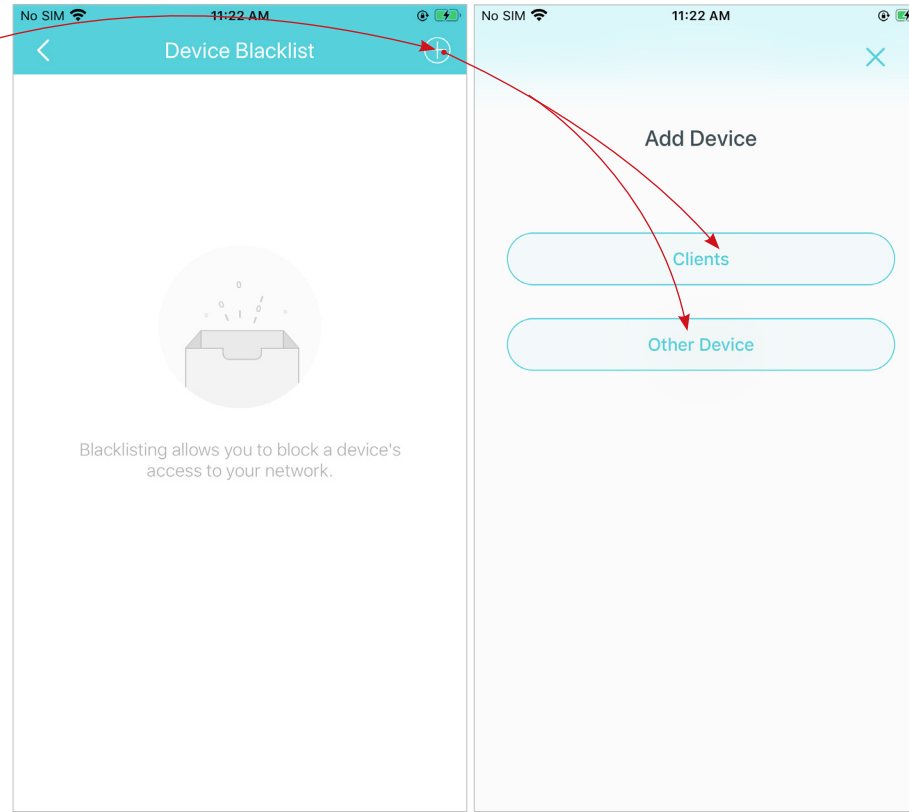 No SIM 11:22 AM
Device Blacklist
Blacklisting allows you to block a device's
access to your network.
No SIM 11:22 AM
Add Device
Clients
Other Device